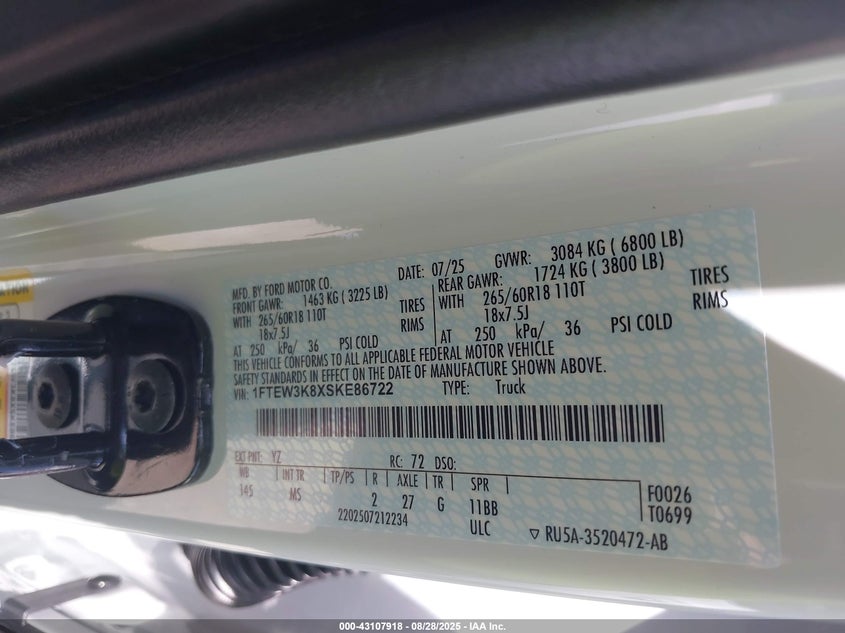 MFD. BY FORD MOTOR CO.
DATE: 07/25 GVWR: 3084 KG ( 6800 LB)
FRONT GAWR: 1463 KG ( 3225 LB)
REAR GAWR: 1724 KG ( 3800 LB)
WITH 265/60R18 110T TIRES
WITH 265/60R18 110T TIRES
18x7.5J RIMS
18x7.5J RIMS
AT 250 kPa/ 36 PSI COLD
AT 250 kPa/ 36 PSI COLD
THIS VEHICLE CONFORMS TO ALL APPLICABLE FEDERAL MOTOR VEHICLE
SAFETY STANDARDS IN EFFECT ON THE DATE OF MANUFACTURE SHOWN ABOVE.
VIN: 1FTEW3K8XSKE86722 TYPE: Truck
EXT PNT: YZ RC: 72 DSO:
WB INT TR TP/PS R AXLE TR SPR
145 MS 2 27 G 11BB
F0026
T0699
2202507212234 ULC
RU5A-3520472-AB
000-43107918 - 08/28/2025 - IAA Inc.